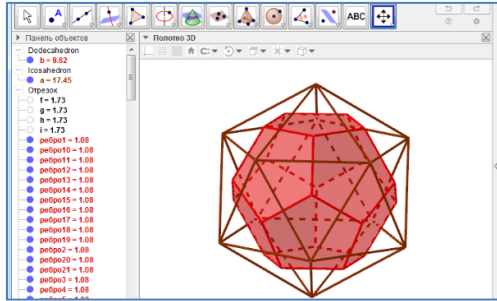 ABC
Панель объектов
Полотно 3D
Dodecahedron
b = 9.62
Icosahedron
a = 17.45
Отрезок
f = 1.73
g = 1.73
h = 1.73
i = 1.73
ребро1 = 1.08
ребро10 = 1.08
ребро11 = 1.08
ребро12 = 1.08
ребро13 = 1.08
ребро14 = 1.08
ребро15 = 1.08
ребро16 = 1.08
ребро17 = 1.08
ребро18 = 1.08
ребро19 = 1.08
ребро2 = 1.08
ребро20 = 1.08
ребро21 = 1.08
ребро3 = 1.08
ребро4 = 1.08